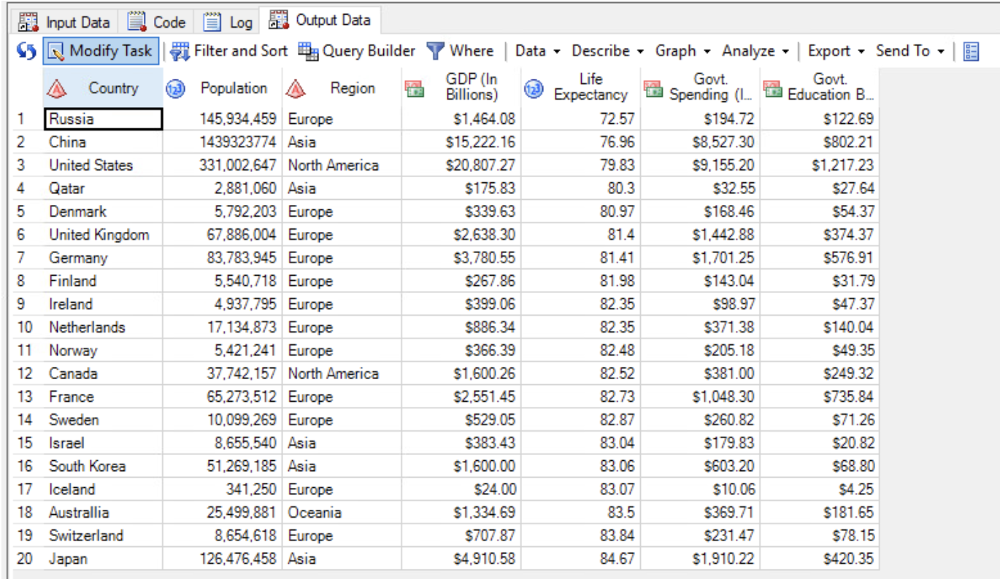 Input Data Code Log Output Data
Modify Task Filter and Sort Query Builder Where Data Describe Graph Analyze Export Send To
Country Population Region GDP (In Billions) Life Expectancy Govt. Spending (I... Govt. Education B...
1 Russia 145,934,459 Europe $1,464.08 72.57 $194.72 $122.69
2 China 1439323774 Asia $15,222.16 76.96 $8,527.30 $802.21
3 United States 331,002,647 North America $20,807.27 79.83 $9,155.20 $1,217.23
4 Qatar 2,881,060 Asia $175.83 80.3 $32.55 $27.64
5 Denmark 5,792,203 Europe $339.63 80.97 $168.46 $54.37
6 United Kingdom 67,886,004 Europe $2,638.30 81.4 $1,442.88 $374.37
7 Germany 83,783,945 Europe $3,780.55 81.41 $1,701.25 $576.91
8 Finland 5,540,718 Europe $267.86 81.98 $143.04 $31.79
9 Ireland 4,937,795 Europe $399.06 82.35 $98.97 $47.37
10 Netherlands 17,134,873 Europe $886.34 82.35 $371.38 $140.04
11 Norway 5,421,241 Europe $366.39 82.48 $205.18 $49.35
12 Canada 37,742,157 North America $1,600.26 82.52 $381.00 $249.32
13 France 65,273,512 Europe $2,551.45 82.73 $1,048.30 $735.84
14 Sweden 10,099,269 Europe $529.05 82.87 $260.82 $71.26
15 Israel 8,655,540 Asia $383.43 83.04 $179.83 $20.82
16 South Korea 51,269,185 Asia $1,600.00 83.06 $603.20 $68.80
17 Iceland 341,250 Europe $24.00 83.07 $10.06 $4.25
18 Australlia 25,499,881 Oceania $1,334.69 83.5 $369.71 $181.65
19 Switzerland 8,654,618 Europe $707.87 83.84 $231.47 $78.15
20 Japan 126,476,458 Asia $4,910.58 84.67 $1,910.22 $420.35